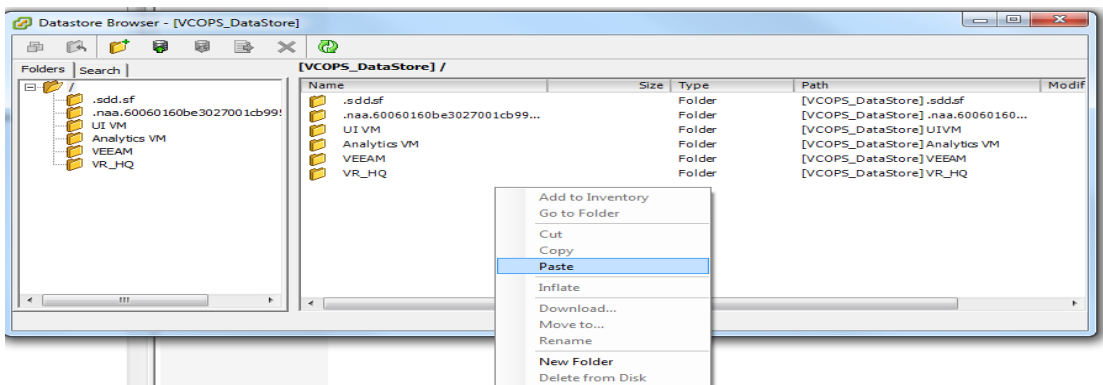 Datastore Browser - [VCOPS_DataStore]
Folders Search
[VCOPS_DataStore] /
/
.sdd.sf
.naa.60060160be3027001cb99
UI VM
Analytics VM
VEEAM
VR_HQ
Name Size Type Path Modif
.sdd.sf Folder [VCOPS_DataStore] .sdd.sf
.naa.60060160be3027001cb99... Folder [VCOPS_DataStore] .naa.60060160...
UI VM Folder [VCOPS_DataStore] UI VM
Analytics VM Folder [VCOPS_DataStore] Analytics VM
VEEAM Folder [VCOPS_DataStore] VEEAM
VR_HQ Folder [VCOPS_DataStore] VR_HQ
Add to Inventory
Go to Folder
Cut
Copy
Paste
Inflate
Download...
Move to...
Rename
New Folder
Delete from Disk